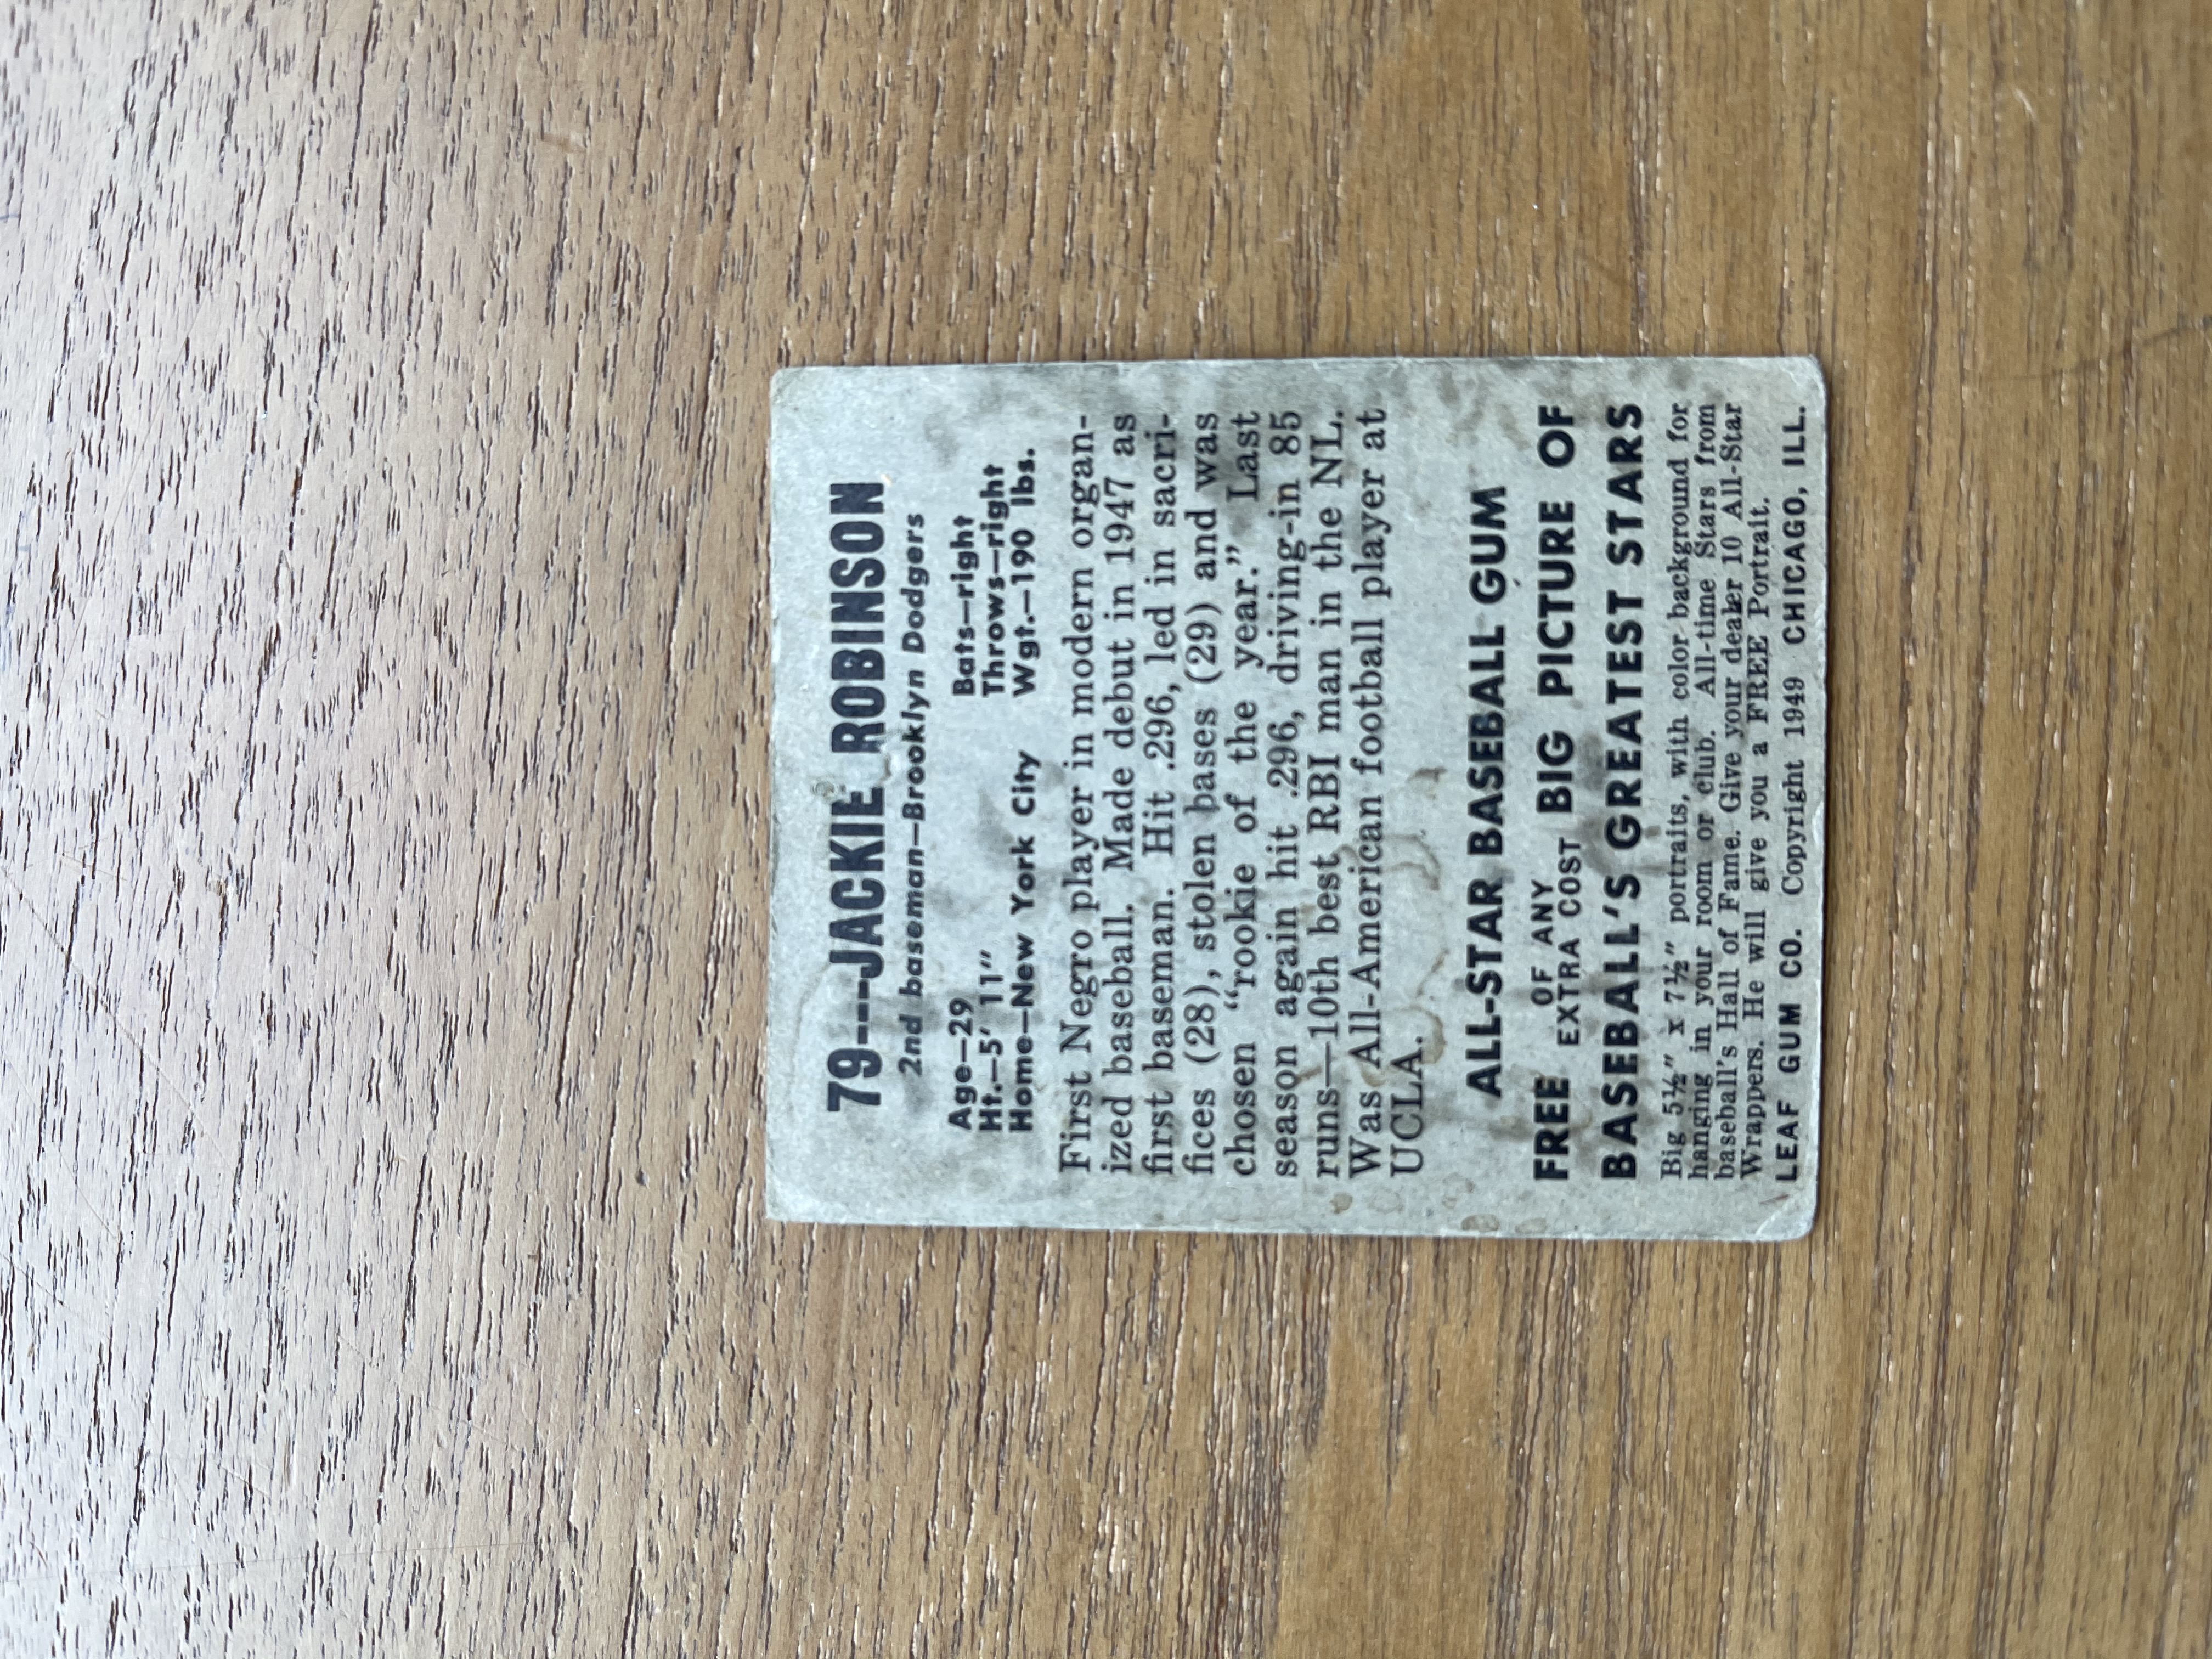 79---JACKIE ROBINSON
2nd baseman—Brooklyn Dodgers
Age—29 Bats—right
Ht.—5' 11" Throws—right
Home—New York City Wgt.—190 lbs.
First Negro player in modern organ-
ized baseball. Made debut in 1947 as
first baseman. Hit .296, led in sacri-
fices (28), stolen bases (29) and was
chosen “rookie of the year.” Last
season again hit .296, driving-in 85
runs—10th best RBI man in the NL.
Was All-American football player at
UCLA.
ALL-STAR BASEBALL GUM
FREE OF ANY EXTRA COST BIG PICTURE OF
BASEBALL'S GREATEST STARS
Big 5½" x 7½" portraits, with color background for
hanging in your room or club. All-time Stars from
baseball's Hall of Fame. Give your dealer 10 All-Star
Wrappers. He will give you a FREE Portrait.
LEAF GUM CO. Copyright 1949 CHICAGO, ILL.